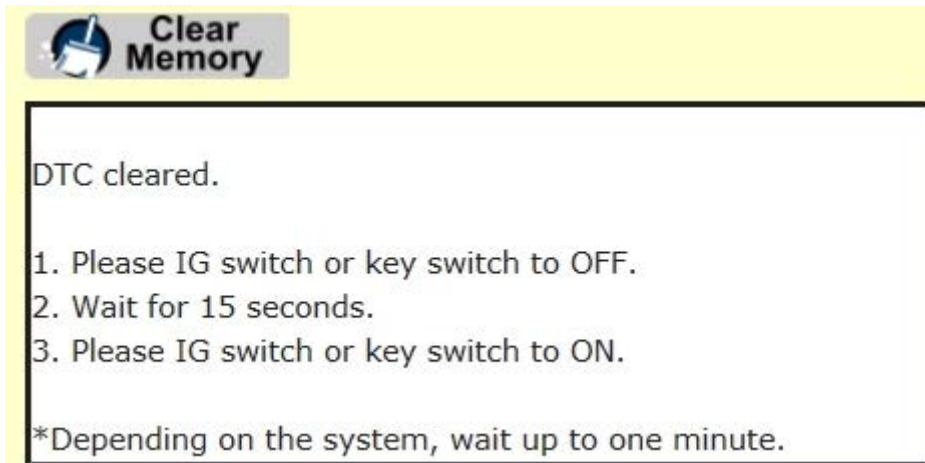 Clear
Memory
DTC cleared.
1. Please IG switch or key switch to OFF.
2. Wait for 15 seconds.
3. Please IG switch or key switch to ON.
*Depending on the system, wait up to one minute.